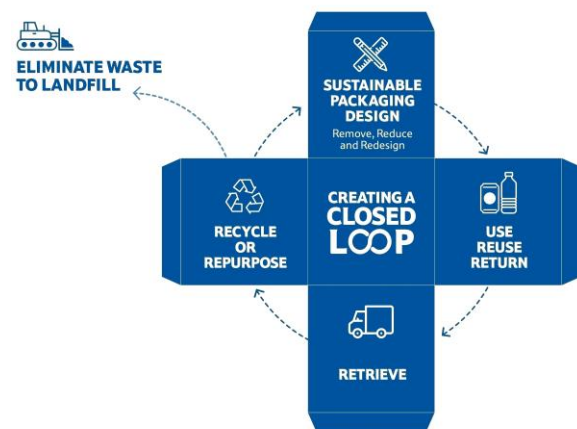 ELIMINATE WASTE
TO LANDFILL
SUSTAINABLE
PACKAGING
DESIGN
Remove, Reduce
and Redesign
RECYCLE
OR
REPURPOSE
CREATING A
CLOSED
LOOP
USE
REUSE
RETURN
RETRIEVE